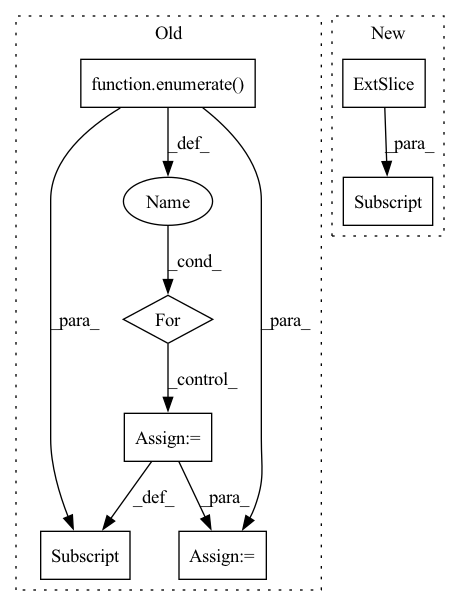 Old
New
function.enumerate()
ExtSlice
_def_
_para_
Name
Subscript
_cond_
_para_
For
_para_
_control_
Assign:=
_def_
_para_
Subscript
Assign:=